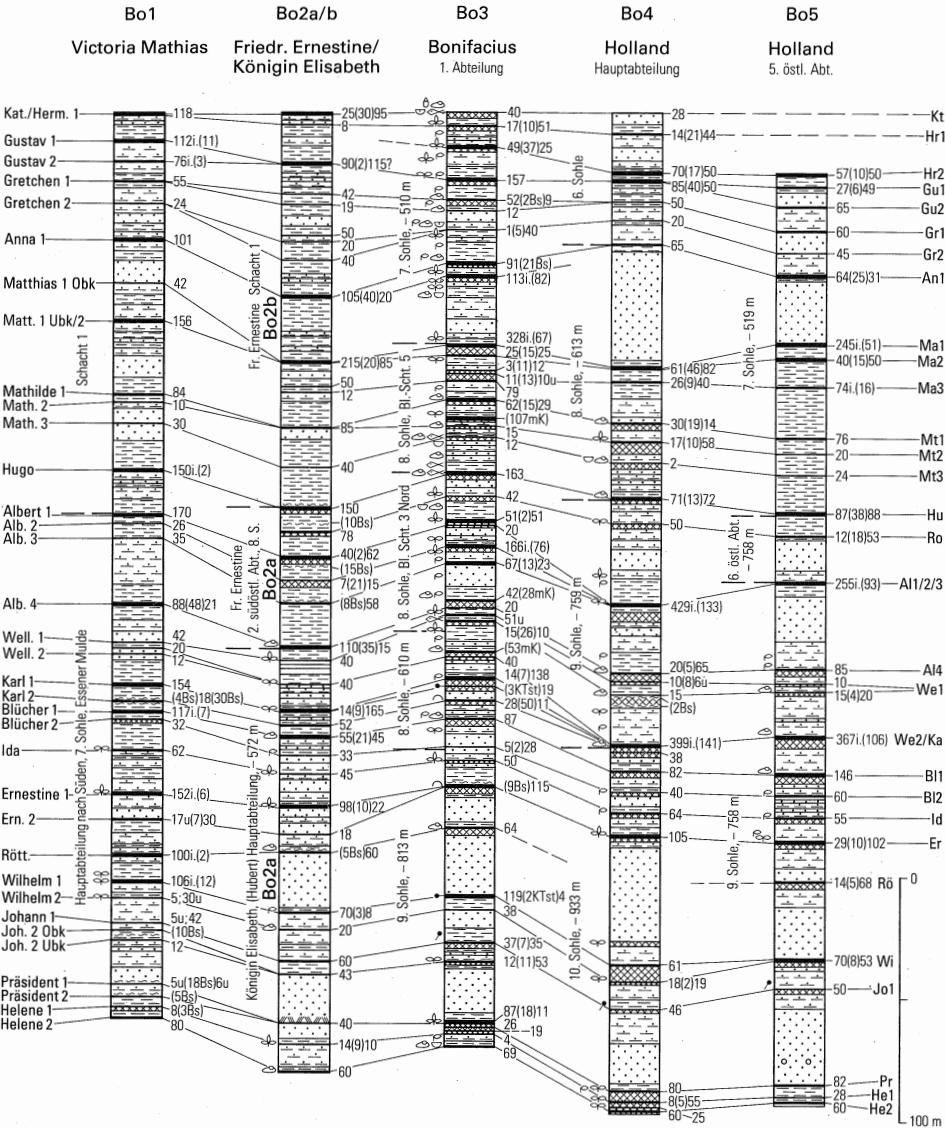 Bo1
Bo2a/b
Bo3
Bo4
Bo5
Victoria Mathias
Friedr. Ernestine/
Königin Elisabeth
Bonifacius
1. Abteilung
Holland
Hauptabteilung
Holland
5. östl. Abt.
Kat./Herm. 1
Gustav 1
Gustav 2
Gretchen 1
Gretchen 2
Anna 1
Matthias 1 Obk
Matt. 1 Ubk/2
Mathilde 1
Math. 2
Math. 3
Hugo
Albert 1
Alb. 2
Alb. 3
Alb. 4
Well. 1
Well. 2
Karl 1
Karl 2
Blücher 1
Blücher 2
Ida
Ernestine 1
Ern. 2
Rött.
Wilhelm 1
Wilhelm 2
Johann 1
Joh. 2 Obk
Joh. 2 Ubk
Präsident 1
Präsident 2
Helene 1
Helene 2
Schacht 1
Hauptabteilung nach Süden, 7. Sohle, Essener Mulde
118
112i.(11)
76i.(3)
55
24
101
42
156
84
10
30
150i.(2)
170
26
35
88(48)21
42
20
12
154
(4Bs)18(30Bs)
117i.(7)
32
62
152i.(6)
17u(7)30
100i.(2)
106i.(12)
5;30u
5u;42
(10Bs)
12
5u(18Bs)6u
(5Bs)
8(3Bs)
80
Fr. Ernestine Schacht 1
Bo2b
Fr. Ernestine
2. südöstl. Abt., 8. S.
Bo2a
Königin Elisabeth (Hubert) Hauptabteilung, – 572 m
Bo2a
25(30)95
8
90(2)115?
42
19
50
20
40
105(40)20
215(20)85
50
12
85
40
150
(10Bs)
78
40(2)62
(15Bs)
7(21)15
(8Bs)58
110(35)15
40
40
14(9)165
52
55(21)45
33
45
98(10)22
18
(5Bs)60
70(3)8
20
60
43
40
14(9)10
60
7. Sohle, – 510 m
8. Sohle, Bl.-Scht. 5
8. Sohle, Bl. Scht. 3 Nord
8. Sohle, – 610 m
9. Sohle, – 813 m
40
17(10)51
49(37)25
157
52(2Bs)9
12
1(5)40
91(21Bs)
113i.(82)
328i.(67)
25(15)25
3(11)12
11(13)10u
79
62(15)29
(107mK)
15
12
163
42
51(2)51
20
166i.(76)
67(13)23
42(28mK)
20
51u
15(26)10
(53mK)
40
14(7)138
(3KTst)19
28(50)11
87
5(2)28
50
(9Bs)115
64
119(2KTst)4
38
37(7)35
12(11)53
87(18)11
26
19
4
69
6. Sohle
8. Sohle, – 613 m
9. Sohle, – 759 m
10. Sohle, – 933 m
28
14(21)44
70(17)50
85(40)50
50
20
65
61(46)82
26(9)40
30(19)14
17(10)58
2
71(13)72
50
429i.(133)
20(5)65
10(8)6u
15
(2Bs)
399i.(141)
38
82
40
64
105
61
18(2)19
46
80
8(5)55
60
25
7. Sohle, – 519 m
6. östl. Abt.
– 758 m
9. Sohle, – 758 m
57(10)50
27(6)49
65
60
45
64(25)31
245i.(51)
40(15)50
74i.(16)
76
20
24
87(38)88
12(18)53
255i.(93)
85
10
15(4)20
367i.(106)
146
60
55
29(10)102
14(5)68
70(8)53
50
82
28
60
Kt
Hr1
Hr2
Gu1
Gu2
Gr1
Gr2
An1
Ma1
Ma2
Ma3
Mt1
Mt2
Mt3
Hu
Ro
Al1/2/3
Al4
We1
We2/Ka
Bl1
Bl2
Id
Er
Rö
Wi
Jo1
Pr
He1
He2
0
100 m